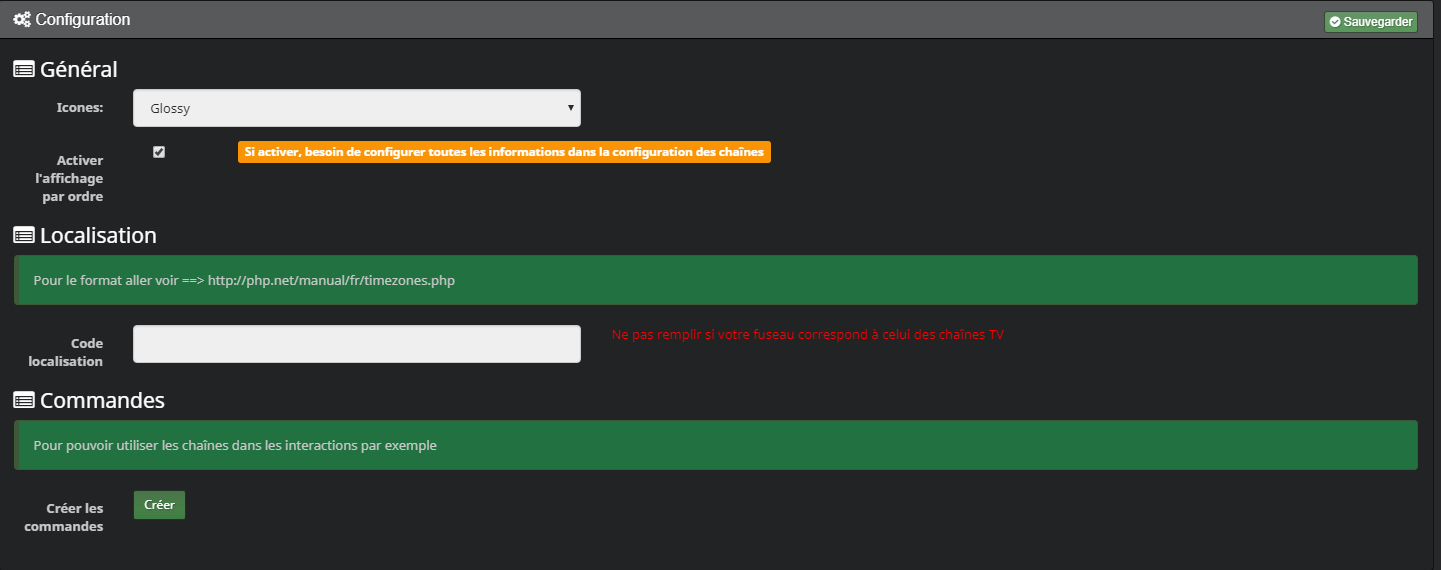 Configuration
Sauvegarder
Général
Icones:
Glossy
Activer
l'affichage
par ordre
Si activer, besoin de configurer toutes les informations dans la configuration des chaînes
Localisation
Pour le format aller voir ==> http://php.net/manual/fr/timezones.php
Code
localisation
Ne pas remplir si votre fuseau correspond à celui des chaînes TV
Commandes
Pour pouvoir utiliser les chaînes dans les interactions par exemple
Créer les
commandes
Créer